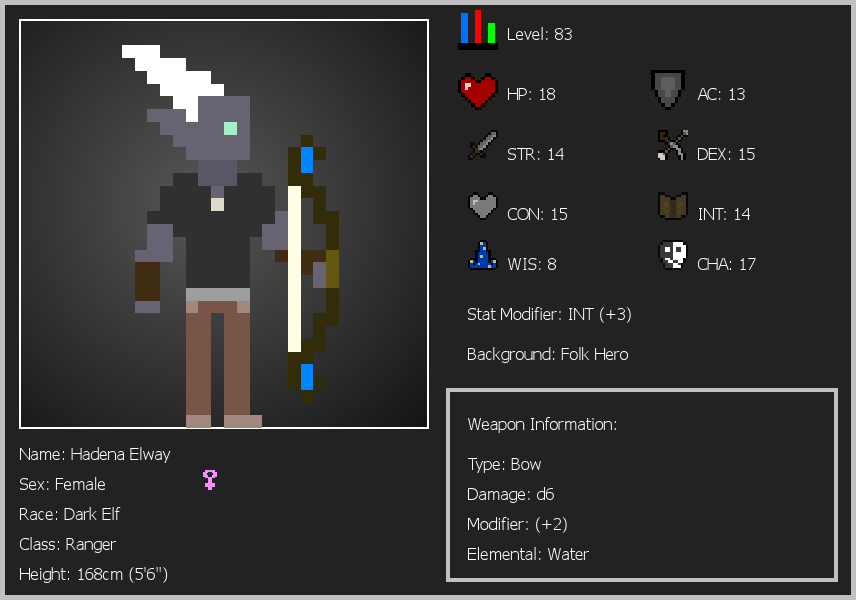 Level: 83
HP: 18
AC: 13
STR: 14
DEX: 15
CON: 15
INT: 14
WIS: 8
CHA: 17
Stat Modifier: INT (+3)
Background: Folk Hero
Weapon Information:
Type: Bow
Damage: d6
Modifier: (+2)
Elemental: Water
Name: Hadena Elway
Sex: Female
Race: Dark Elf
Class: Ranger
Height: 168cm (5'6")